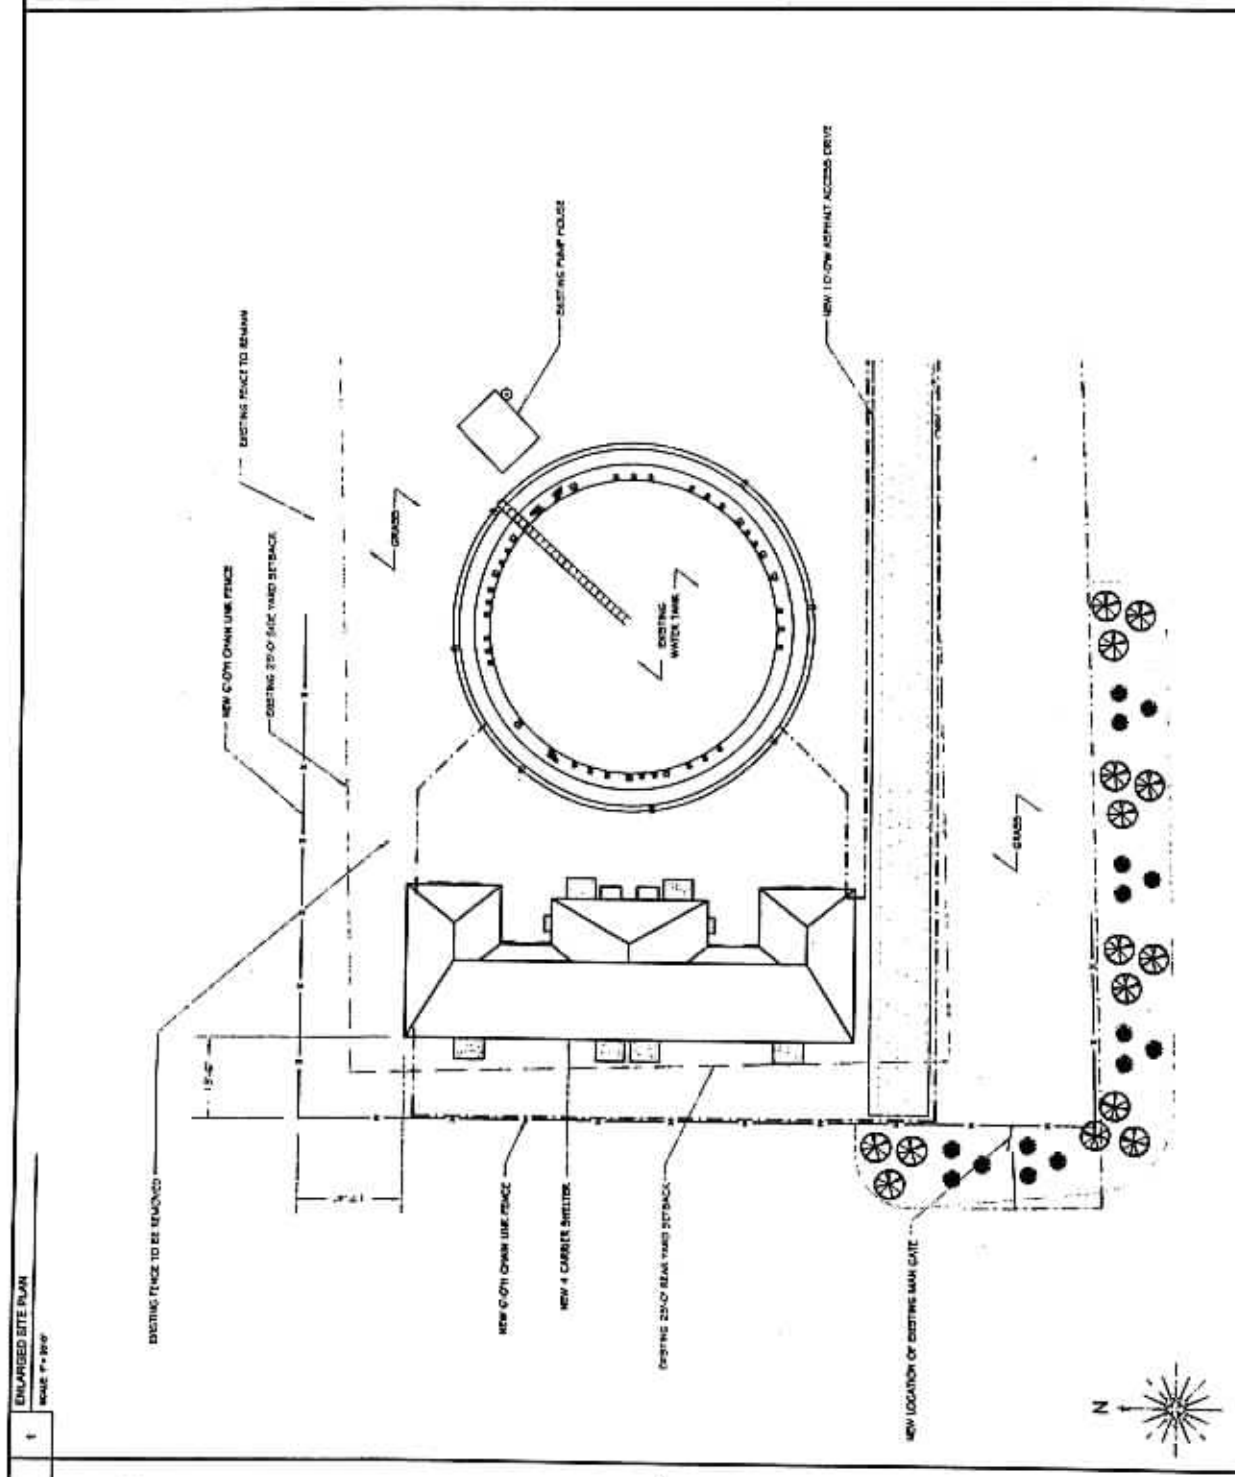 EXISTING FENCE TO BE REMOVED
NEW 6'-0"H CHAIN LINK FENCE
EXISTING 25'-0" SIDE YARD SETBACK
EXISTING FENCE TO REMAIN
GRASS
EXISTING PUMP HOUSE
EXISTING
WATER TANK
NEW 10'-0"W ASPHALT ACCESS DRIVE
GRASS
NEW 6'-0"H CHAIN LINK FENCE
NEW 4 CARRIER SHELTER
EXISTING 25'-0" REAR YARD SETBACK
NEW LOCATION OF EXISTING MAN GATE
N
1
ENLARGED SITE PLAN